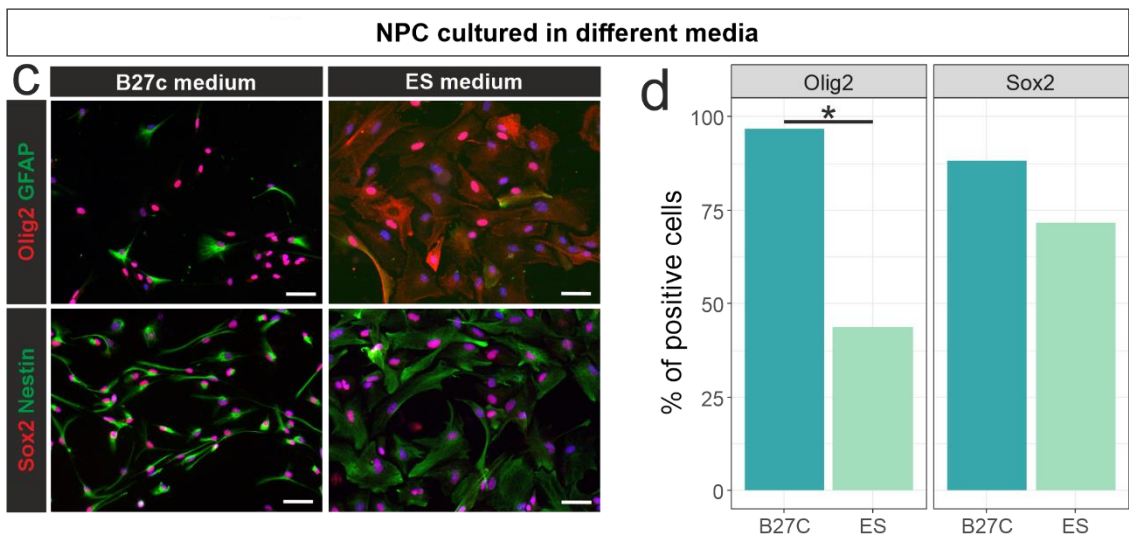 NPC cultured in different media
c
B27c medium
ES medium
Olig2 GFAP
Sox2 Nestin
d
Olig2
Sox2
*
% of positive cells
100
75
50
25
0
B27C
ES
B27C
ES